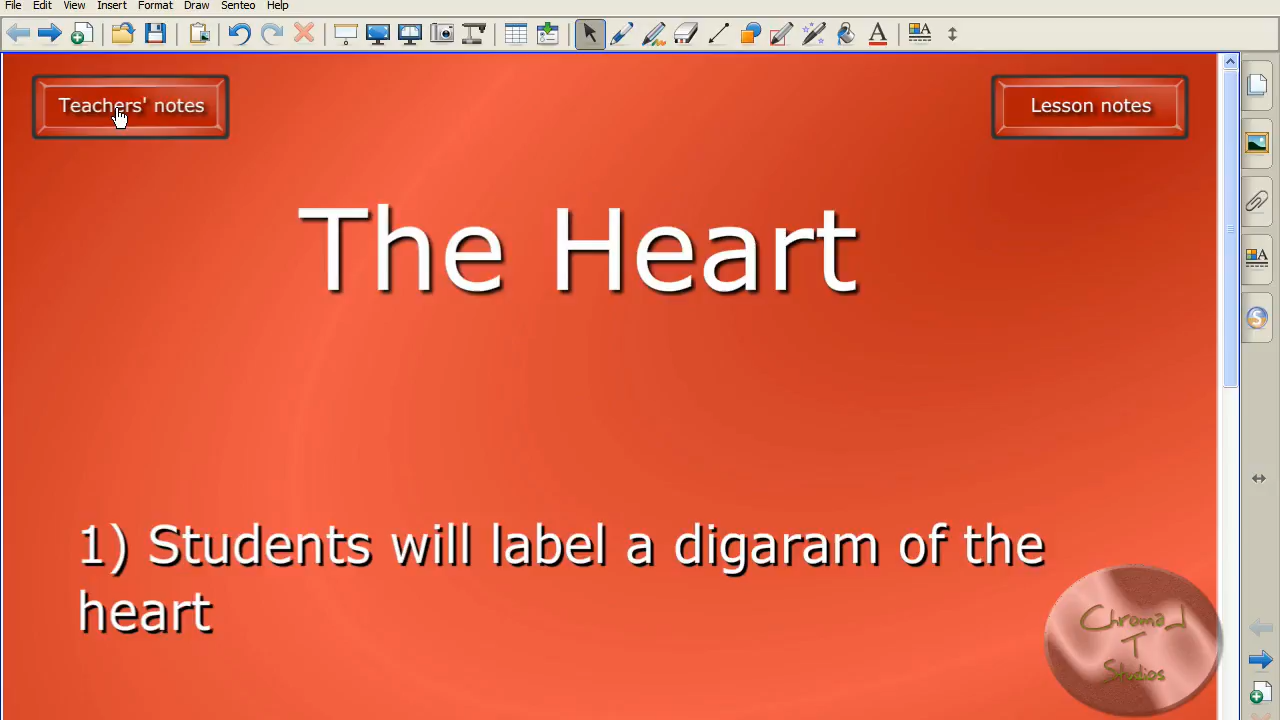 File Edit View Insert Format Draw Senteo Help
Teachers' notes
Lesson notes
The Heart
1) Students will label a digaram of the
heart
Chroma
T
Studios